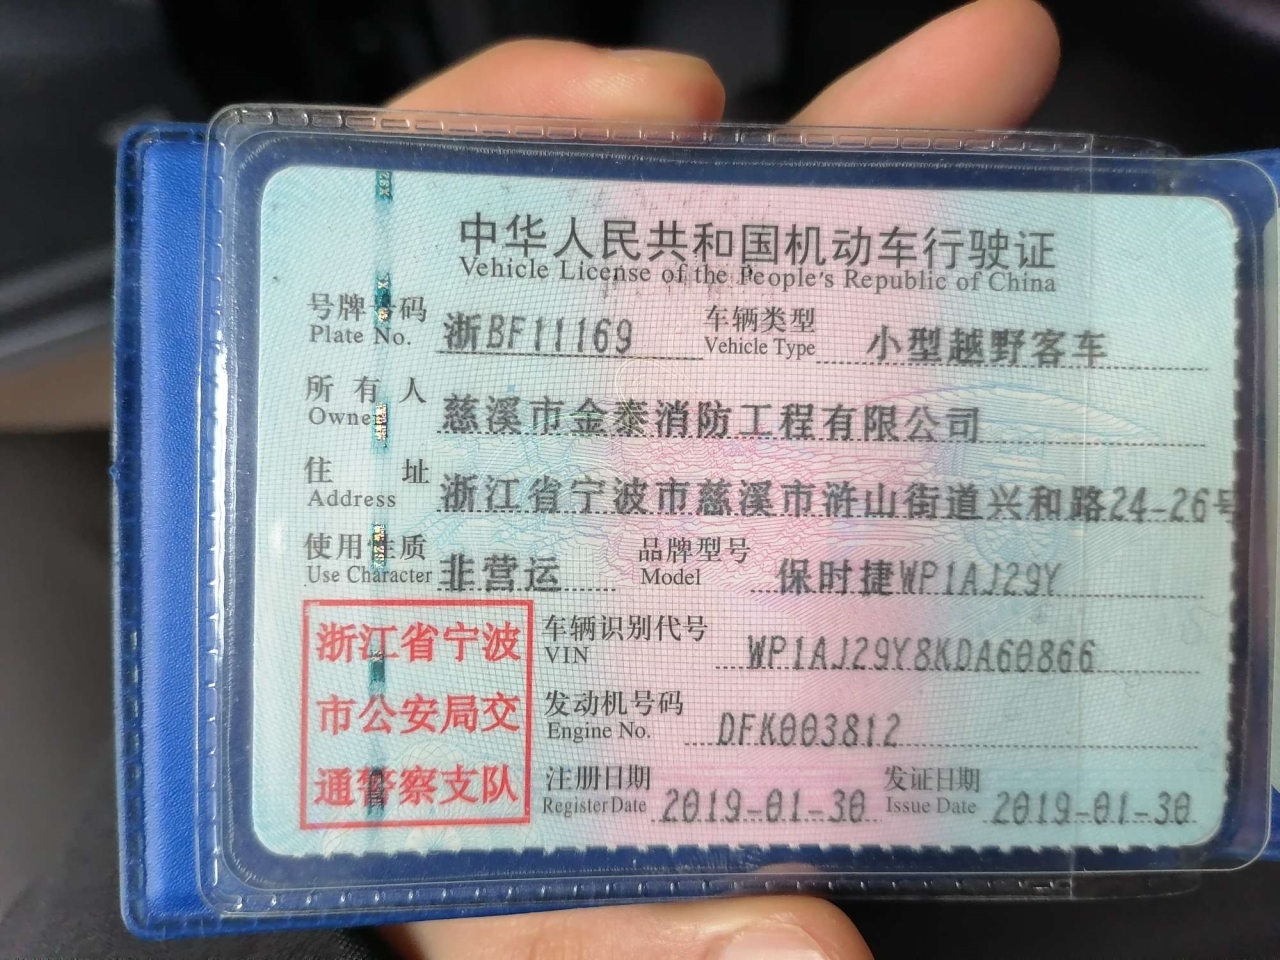 中华人民共和国机动车行驶证
Vehicle License of the People's Republic of China
号牌号码 浙BF11169 车辆类型 小型越野客车
Plate No. Vehicle Type
所有人 慈溪市金泰消防工程有限公司
Owner
住址 浙江省宁波市慈溪市浒山街道兴和路24-26号
Address
使用性质 非营运 品牌型号 保时捷WP1AJ29Y
Use Character Model
浙江省宁波
市公安局交
通警察支队
车辆识别代号 WP1AJ29Y8KDA60866
VIN
发动机号码 DFK003812
Engine No.
注册日期 2019-01-30 发证日期 2019-01-30
Register Date Issue Date